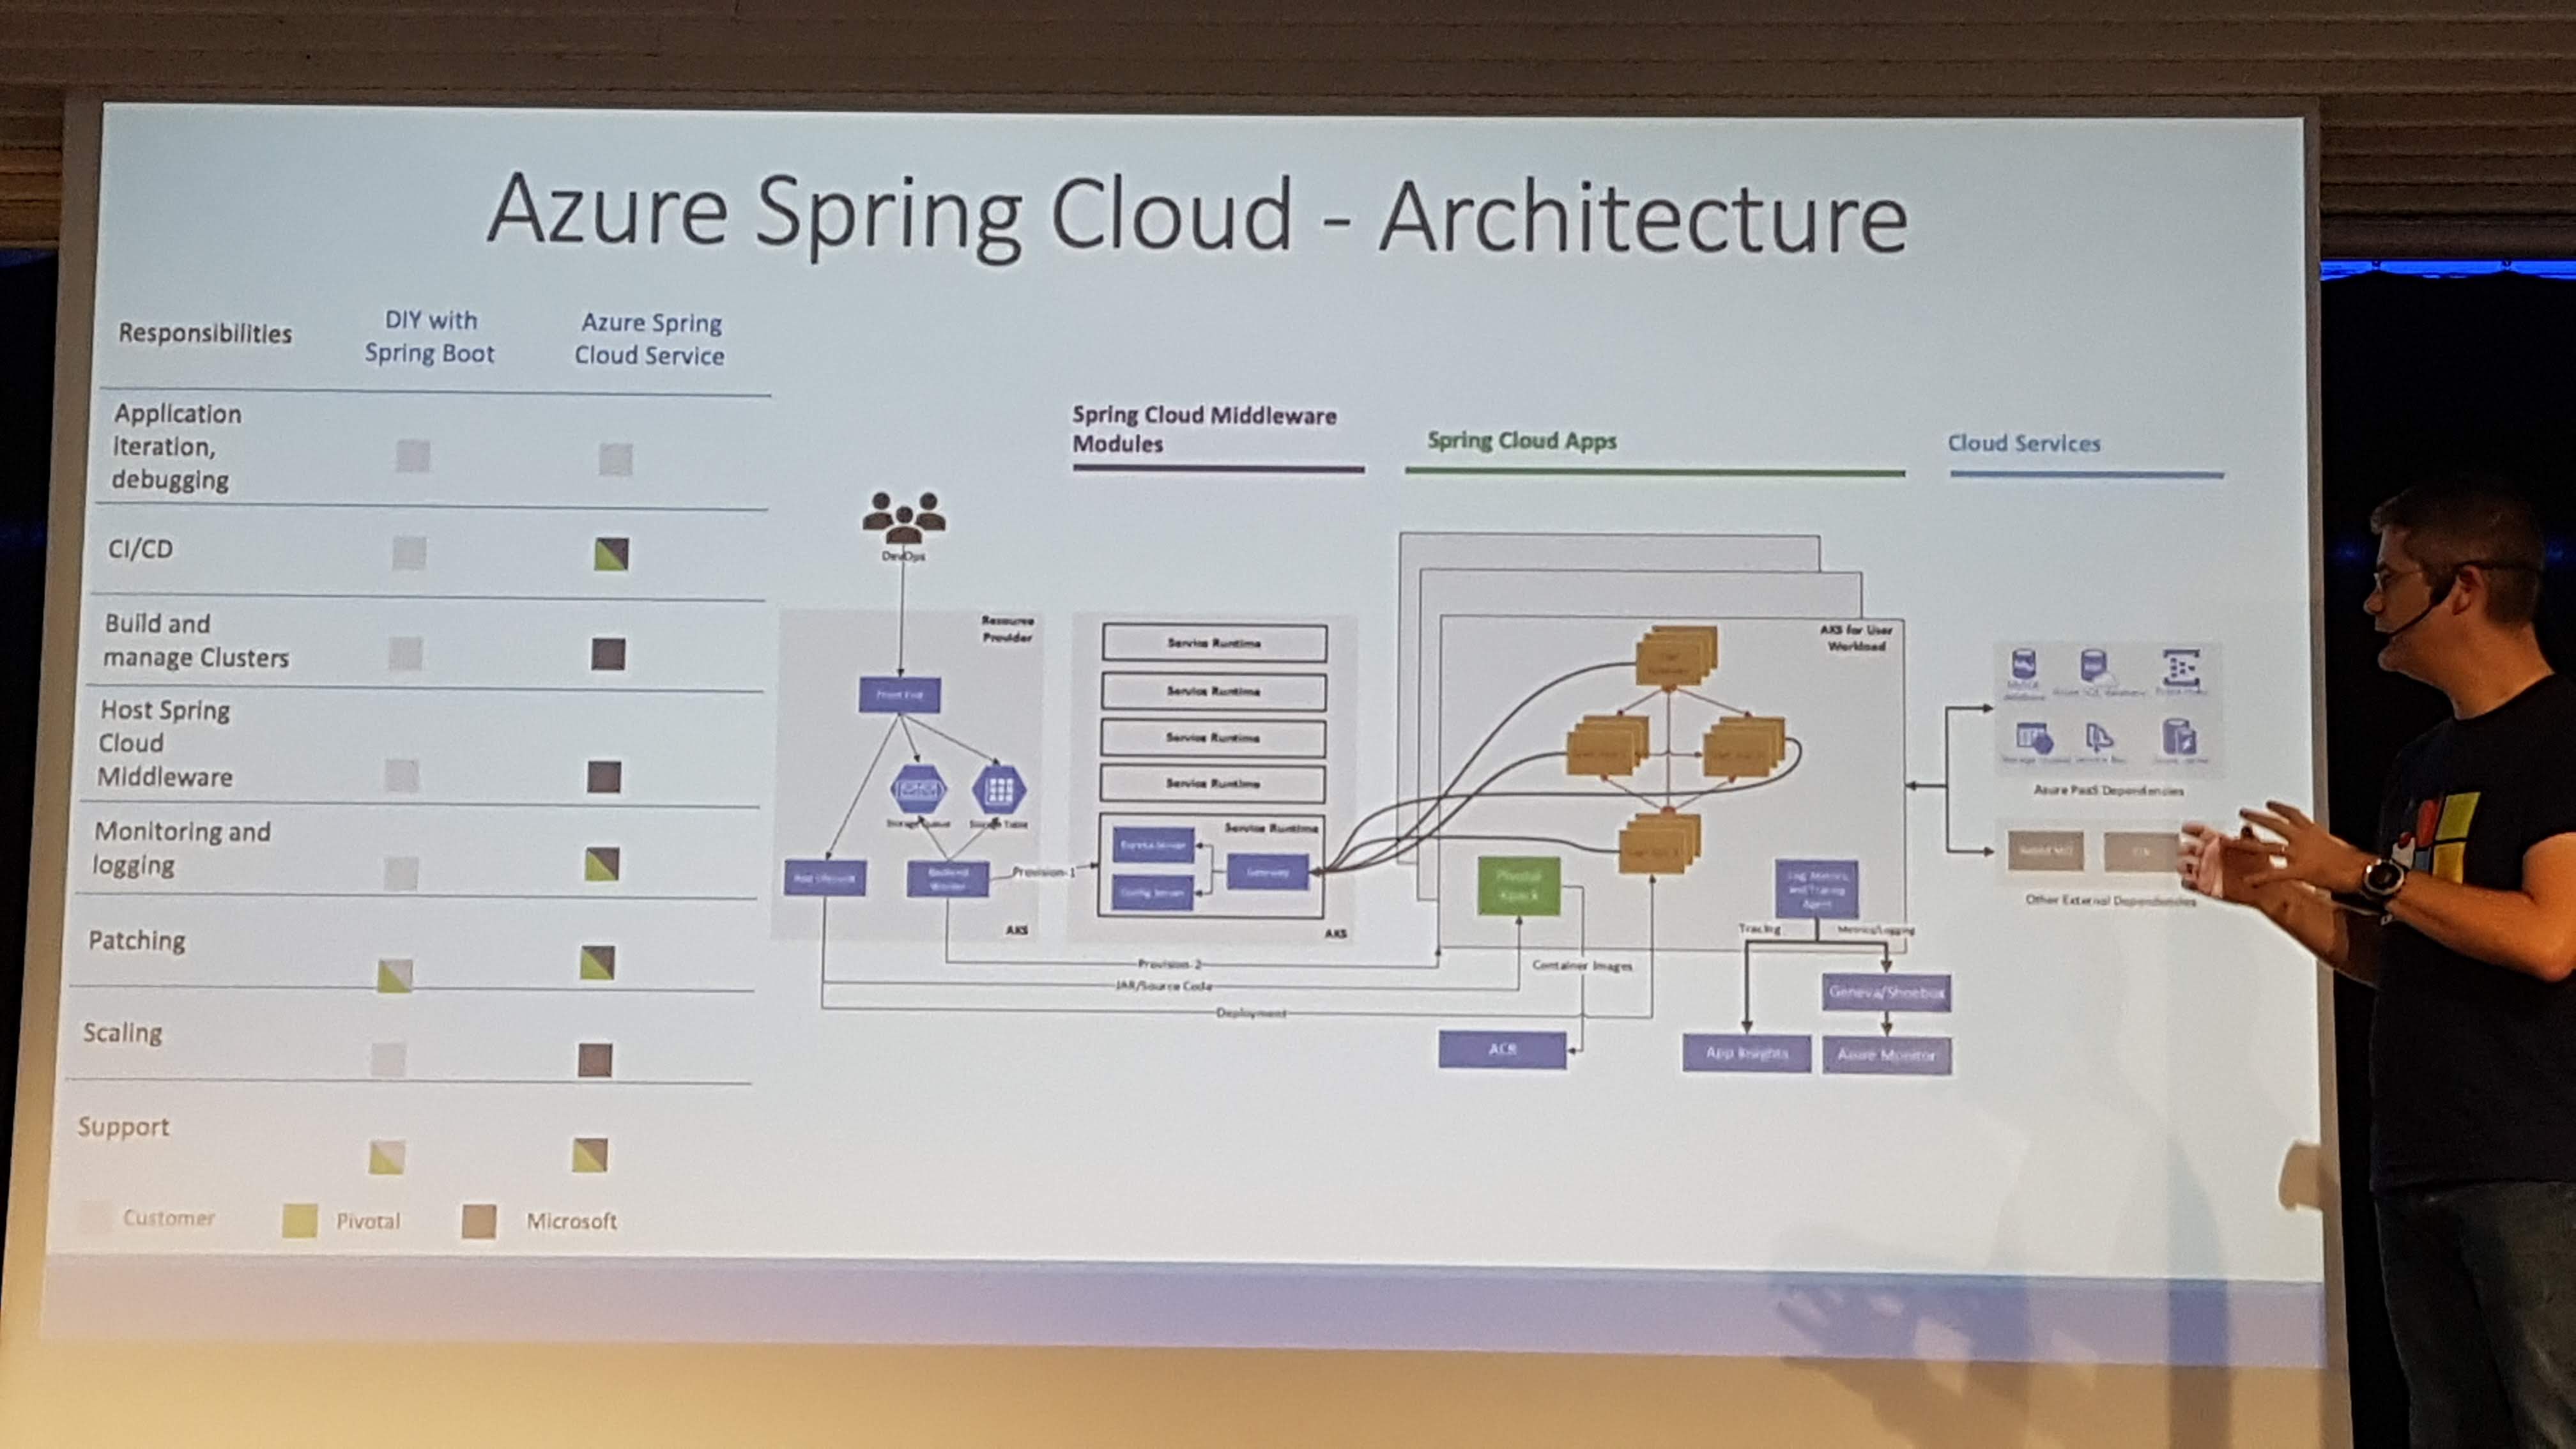 Azure Spring Cloud - Architecture
Responsibilities
DIY with
Spring Boot
Azure Spring
Cloud Service
Application
iteration,
debugging
CI/CD
Build and
manage Clusters
Host Spring
Cloud
Middleware
Monitoring and
logging
Patching
Scaling
Support
Customer
Pivotal
Microsoft
Spring Cloud Middleware
Modules
Spring Cloud Apps
Cloud Services
DevOps
Resource
Provider
Front End
Storage Queue
Storage Table
App Lifecycle
Backend
Worker
AKS
Provision-1
Service Runtime
Service Runtime
Service Runtime
Service Runtime
Service Runtime
Eureka Server
Config Server
Gateway
AKS
Provision-2
JAR/Source Code
Deployment
AKS for User
Workload
Pivotal
Kpack
Log, Metrics,
and Tracing
Agent
Tracing
Metrics/Logging
Container Images
ACR
Geneva/Shoebox
App Insights
Azure Monitor
Azure PaaS Dependencies
Other External Dependencies